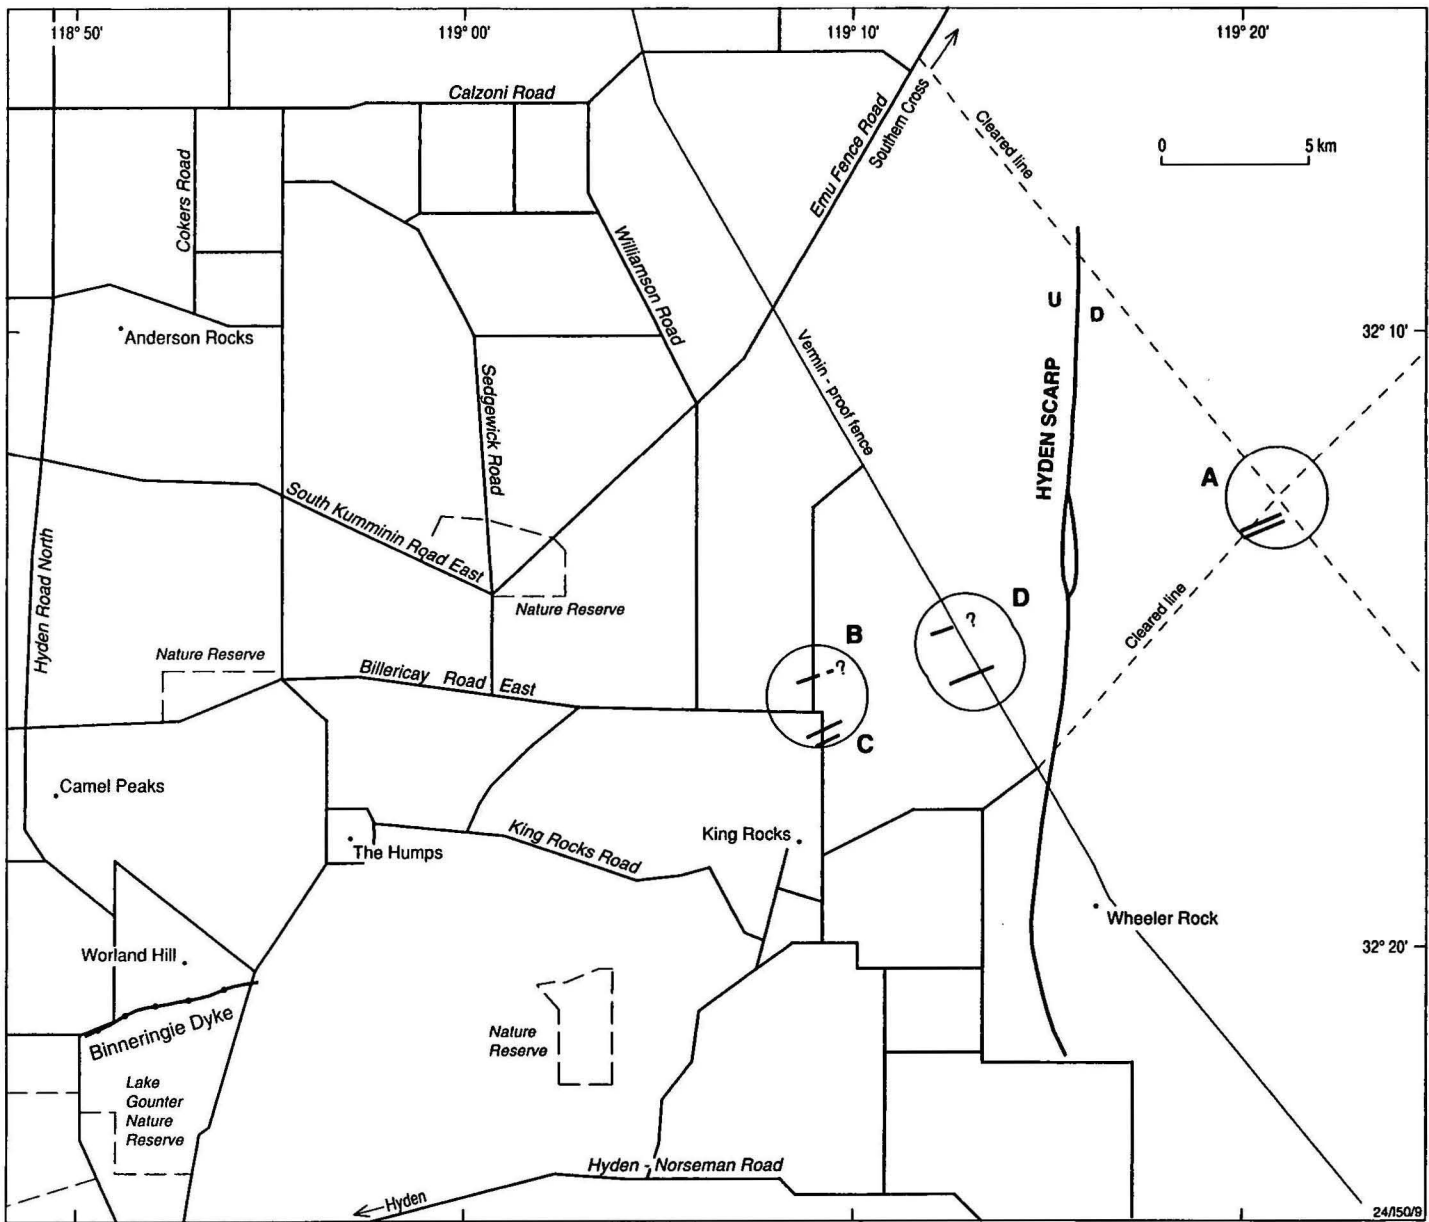 118° 50'
119° 00'
119° 10'
119° 20'
Calzoni Road
Cokers Road
Emu Fence Road
Southern Cross
Cleared line
0
5 km
Williamson Road
U
D
Anderson Rocks
32° 10'
Vermin - proof fence
HYDEN SCARP
Sedgewick Road
A
South Kumminin Road East
Hyden Road North
Nature Reserve
D
?
Cleared line
B
?
Nature Reserve
Billericay Road East
C
Camel Peaks
The Humps
King Rocks Road
King Rocks
Wheeler Rock
Worland Hill
32° 20'
Binneringie Dyke
Nature
Reserve
Lake
Gounter
Nature
Reserve
Hyden - Norseman Road
Hyden
24/I50/9